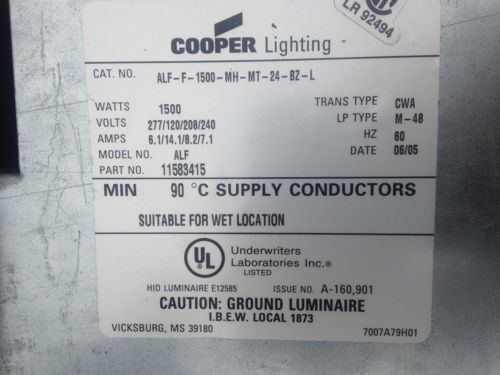 LR 92494
COOPER Lighting
CAT. NO. ALF-F-1500-MH-MT-24-BZ-L
WATTS 1500 TRANS TYPE CWA
VOLTS 277/120/208/240 LP TYPE M-48
AMPS 6.1/14.1/8.2/7.1 HZ 60
MODEL NO. ALF DATE 06/05
PART NO. 11583415
MIN 90 °C SUPPLY CONDUCTORS
SUITABLE FOR WET LOCATION
UL Underwriters
Laboratories Inc.®
LISTED
HID LUMINAIRE E12585 ISSUE NO. A-160,901
CAUTION: GROUND LUMINAIRE
I.B.E.W. LOCAL 1873
VICKSBURG, MS 39180 7007A79H01